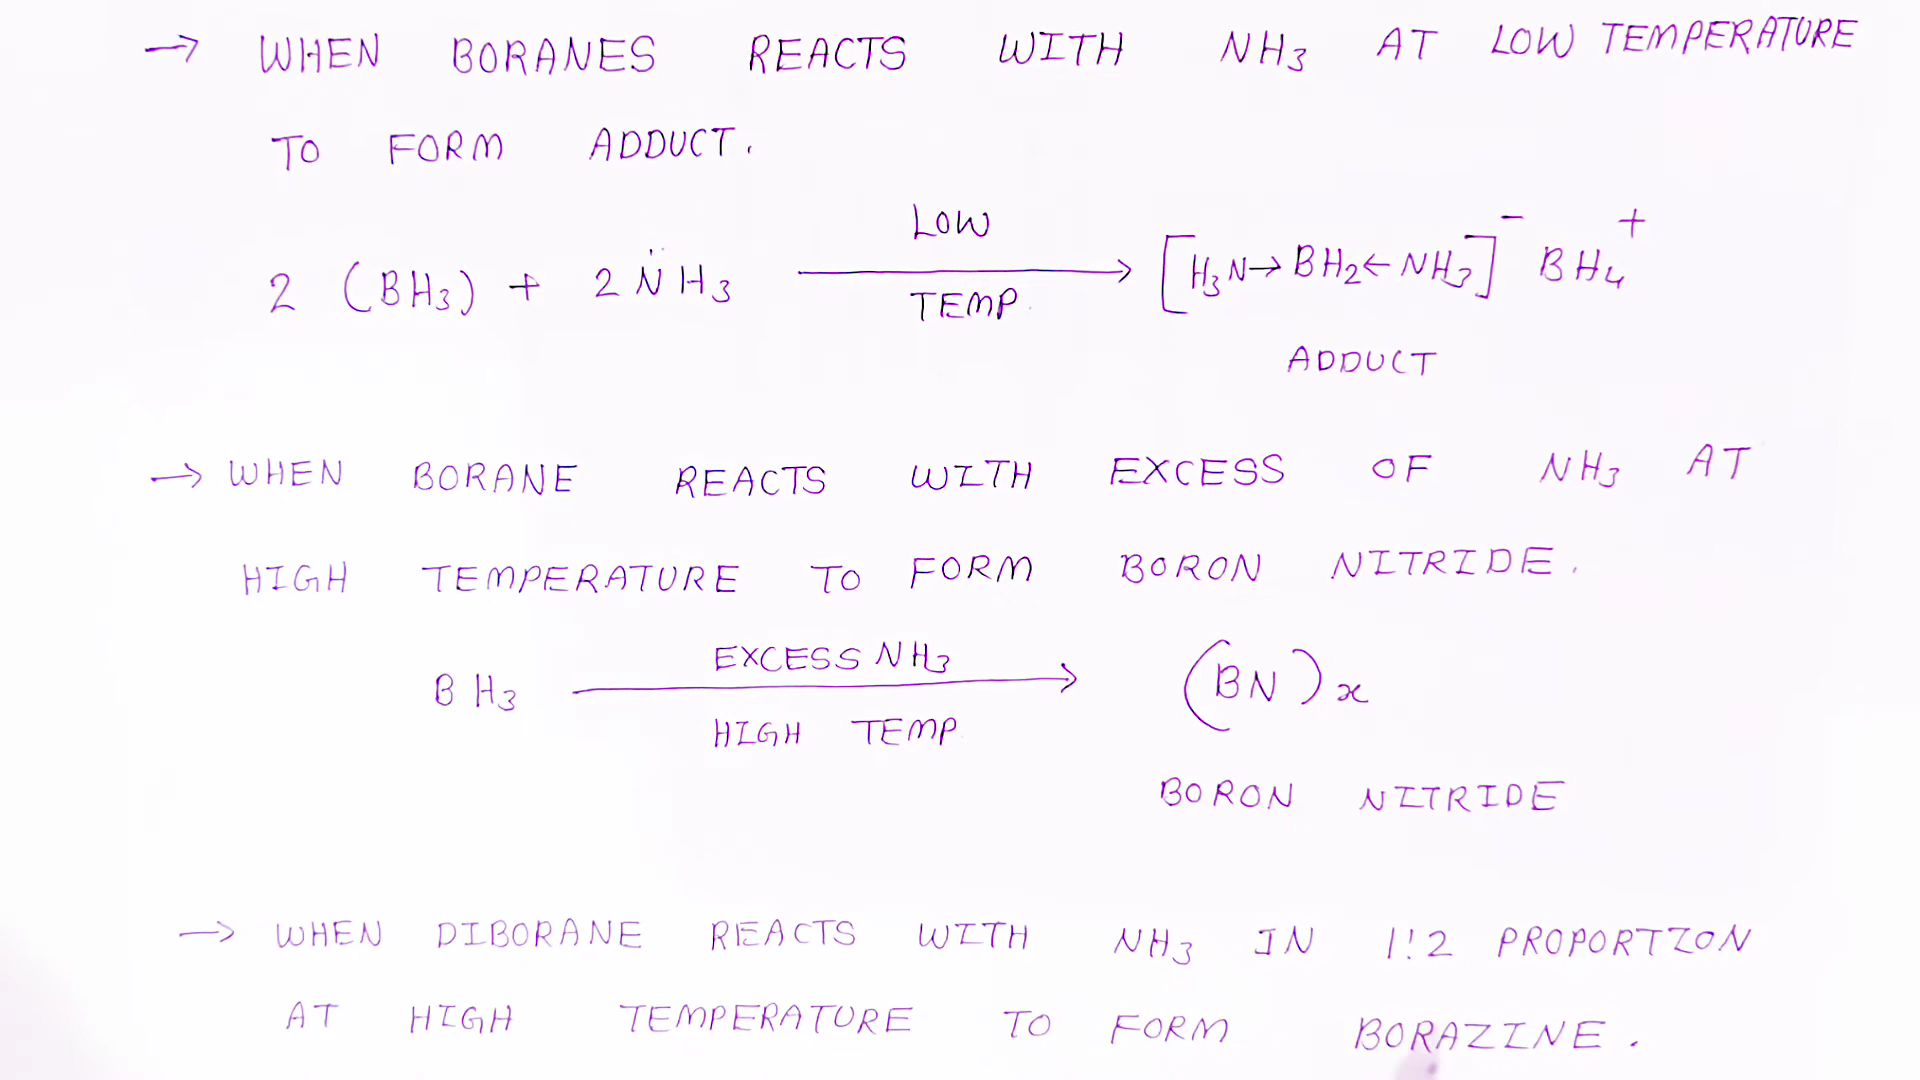 → WHEN BORANES REACTS WITH NH3 AT LOW TEMPERATURE
TO FORM ADDUCT.
2 (BH3) + 2 N̈H3 —LOW TEMP→ [H3N→BH2←NH3]⁻ BH4⁺
ADDUCT
→ WHEN BORANE REACTS WITH EXCESS OF NH3 AT
HIGH TEMPERATURE TO FORM BORON NITRIDE.
BH3 —EXCESS NH3 HIGH TEMP→ (BN)x
BORON NITRIDE
→ WHEN DIBORANE REACTS WITH NH3 IN 1:2 PROPORTION
AT HIGH TEMPERATURE TO FORM BORAZINE.